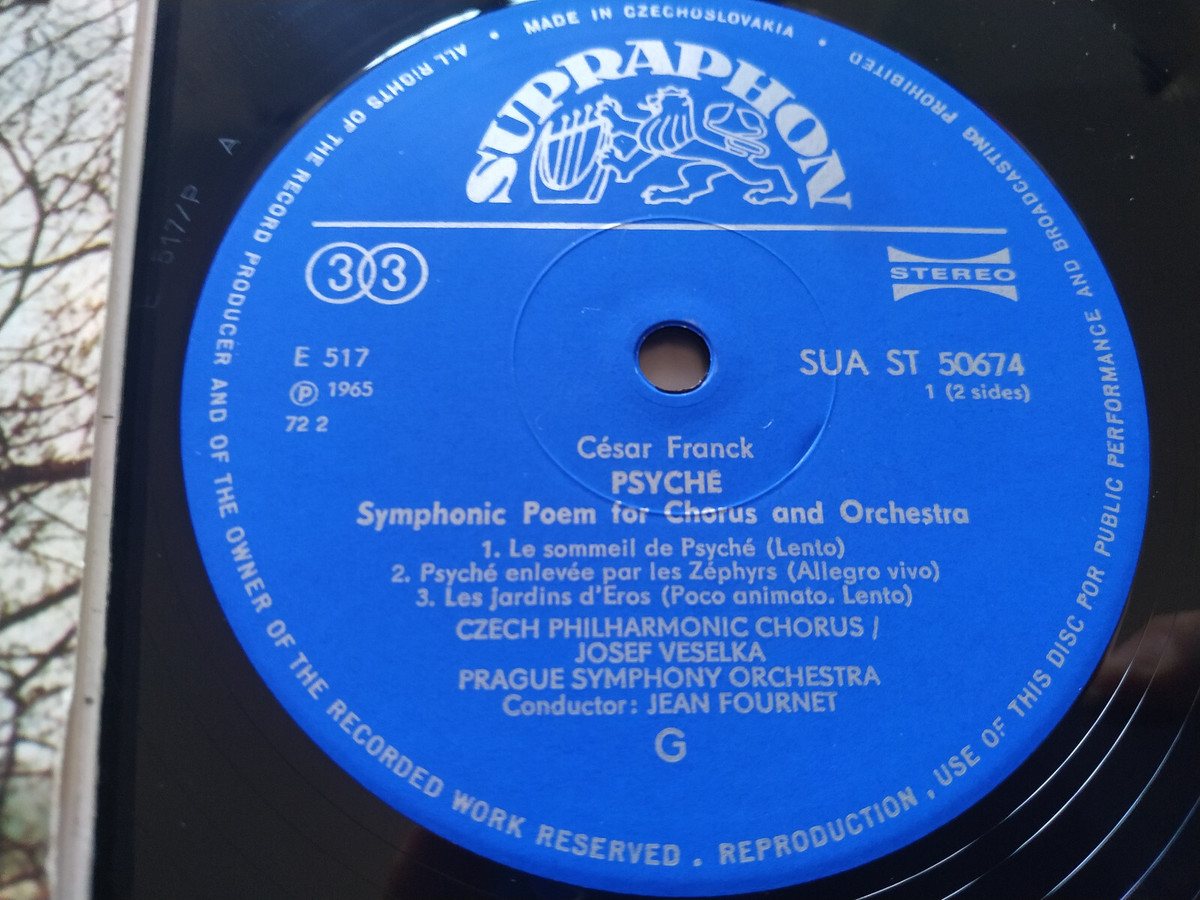 MADE IN CZECHOSLOVAKIA • ALL RIGHTS OF THE RECORD PRODUCER AND OF THE OWNER OF THE RECORDED WORK RESERVED . REPRODUCTION , USE OF THIS DISC FOR PUBLIC PERFORMANCE AND BROADCASTING PROHIBITED •
SUPRAPHON
33
STEREO
E 517
SUA ST 50674
Ⓟ 1965
1 (2 sides)
72 2
César Franck
PSYCHÉ
Symphonic Poem for Chorus and Orchestra
1. Le sommeil de Psyché (Lento)
2. Psyché enlevée par les Zéphyrs (Allegro vivo)
3. Les jardins d'Eros (Poco animato. Lento)
CZECH PHILHARMONIC CHORUS /
JOSEF VESELKA
PRAGUE SYMPHONY ORCHESTRA
Conductor: JEAN FOURNET
G
E 517/P A